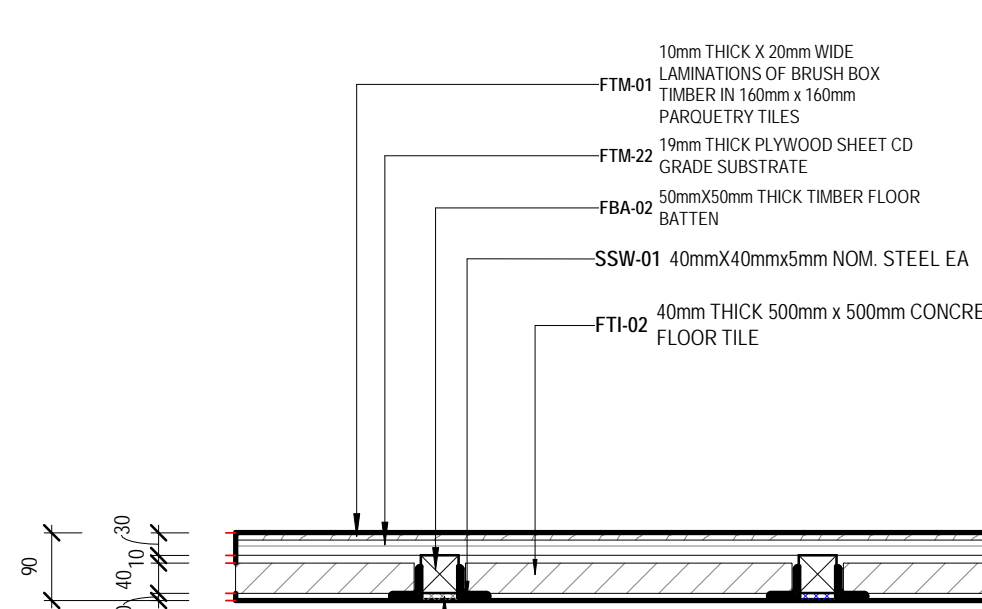 10mm THICK X 20mm WIDE
FTM-01 LAMINATIONS OF BRUSH BOX
TIMBER IN 160mm x 160mm
PARQUETRY TILES
FTM-22 19mm THICK PLYWOOD SHEET CD
GRADE SUBSTRATE
FBA-02 50mmX50mm THICK TIMBER FLOOR
BATTEN
SSW-01 40mmX40mmx5mm NOM. STEEL EA
FTI-02 40mm THICK 500mm x 500mm CONCRE
FLOOR TILE
90
30
10
40